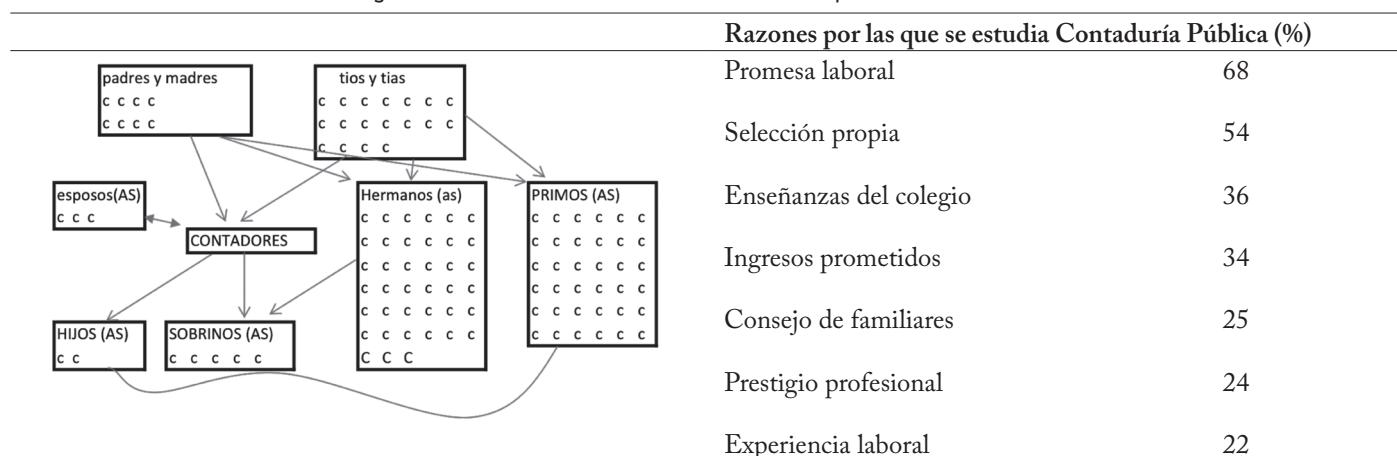 Razones por las que se estudia Contaduría Pública (%)
padres y madres
c c c c
c c c c
tios y tias
c c c c c c c
c c c c c c c
c c c c
esposos(AS)
c c c
CONTADORES
Hermanos (as)
c c c c c c
c c c c c c
c c c c c c
c c c c c c
c c c c c c
c c c c c c
C C C
PRIMOS (AS)
c c c c c c
c c c c c c
c c c c c c
c c c c c c
c c c c c c
c c c c c c
HIJOS (AS)
c c
SOBRINOS (AS)
c c c c c
Promesa laboral 68
Selección propia 54
Enseñanzas del colegio 36
Ingresos prometidos 34
Consejo de familiares 25
Prestigio profesional 24
Experiencia laboral 22